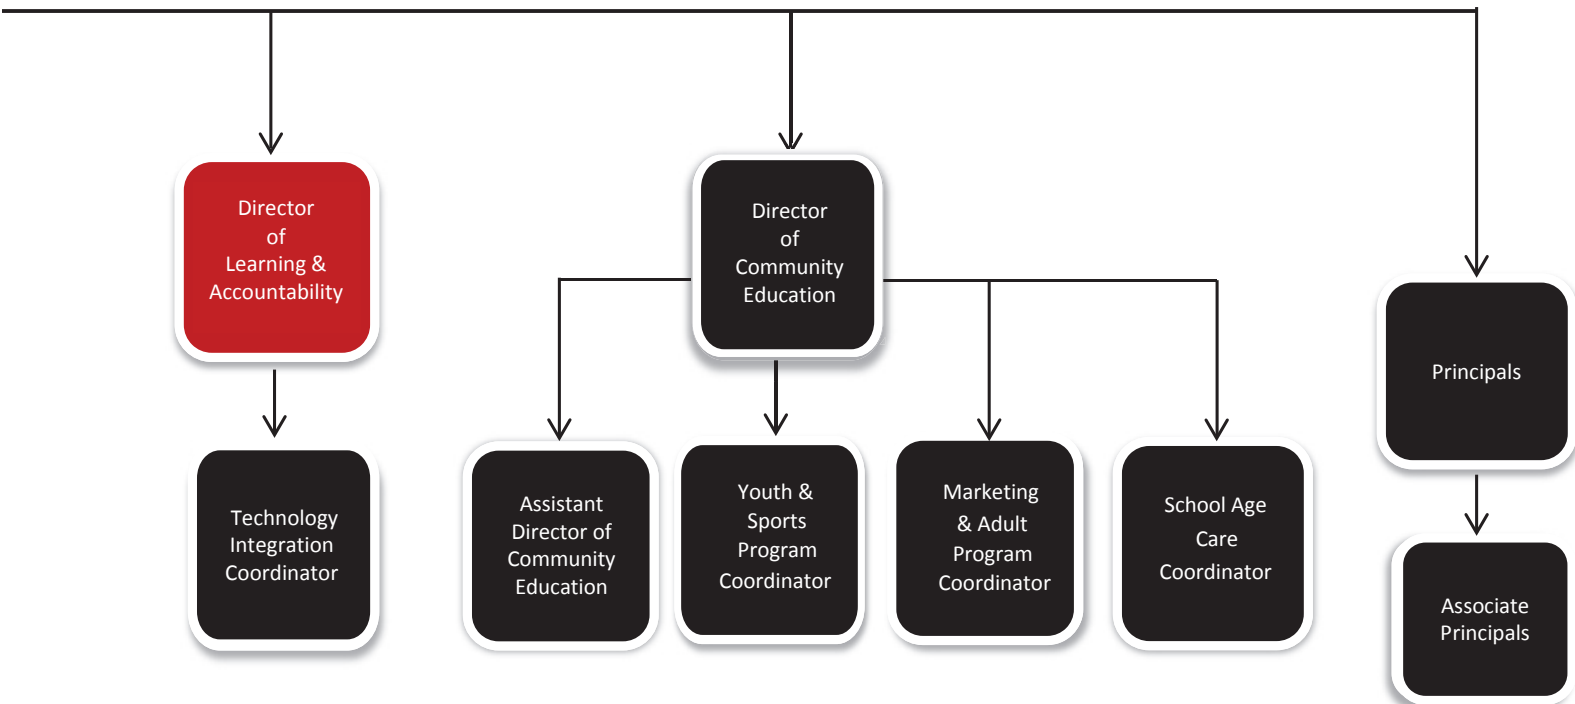 Director
of
Learning &
Accountability
Director
of
Community
Education
Principals
Technology
Integration
Coordinator
Assistant
Director of
Community
Education
Youth &
Sports
Program
Coordinator
Marketing
& Adult
Program
Coordinator
School Age
Care
Coordinator
Associate
Principals